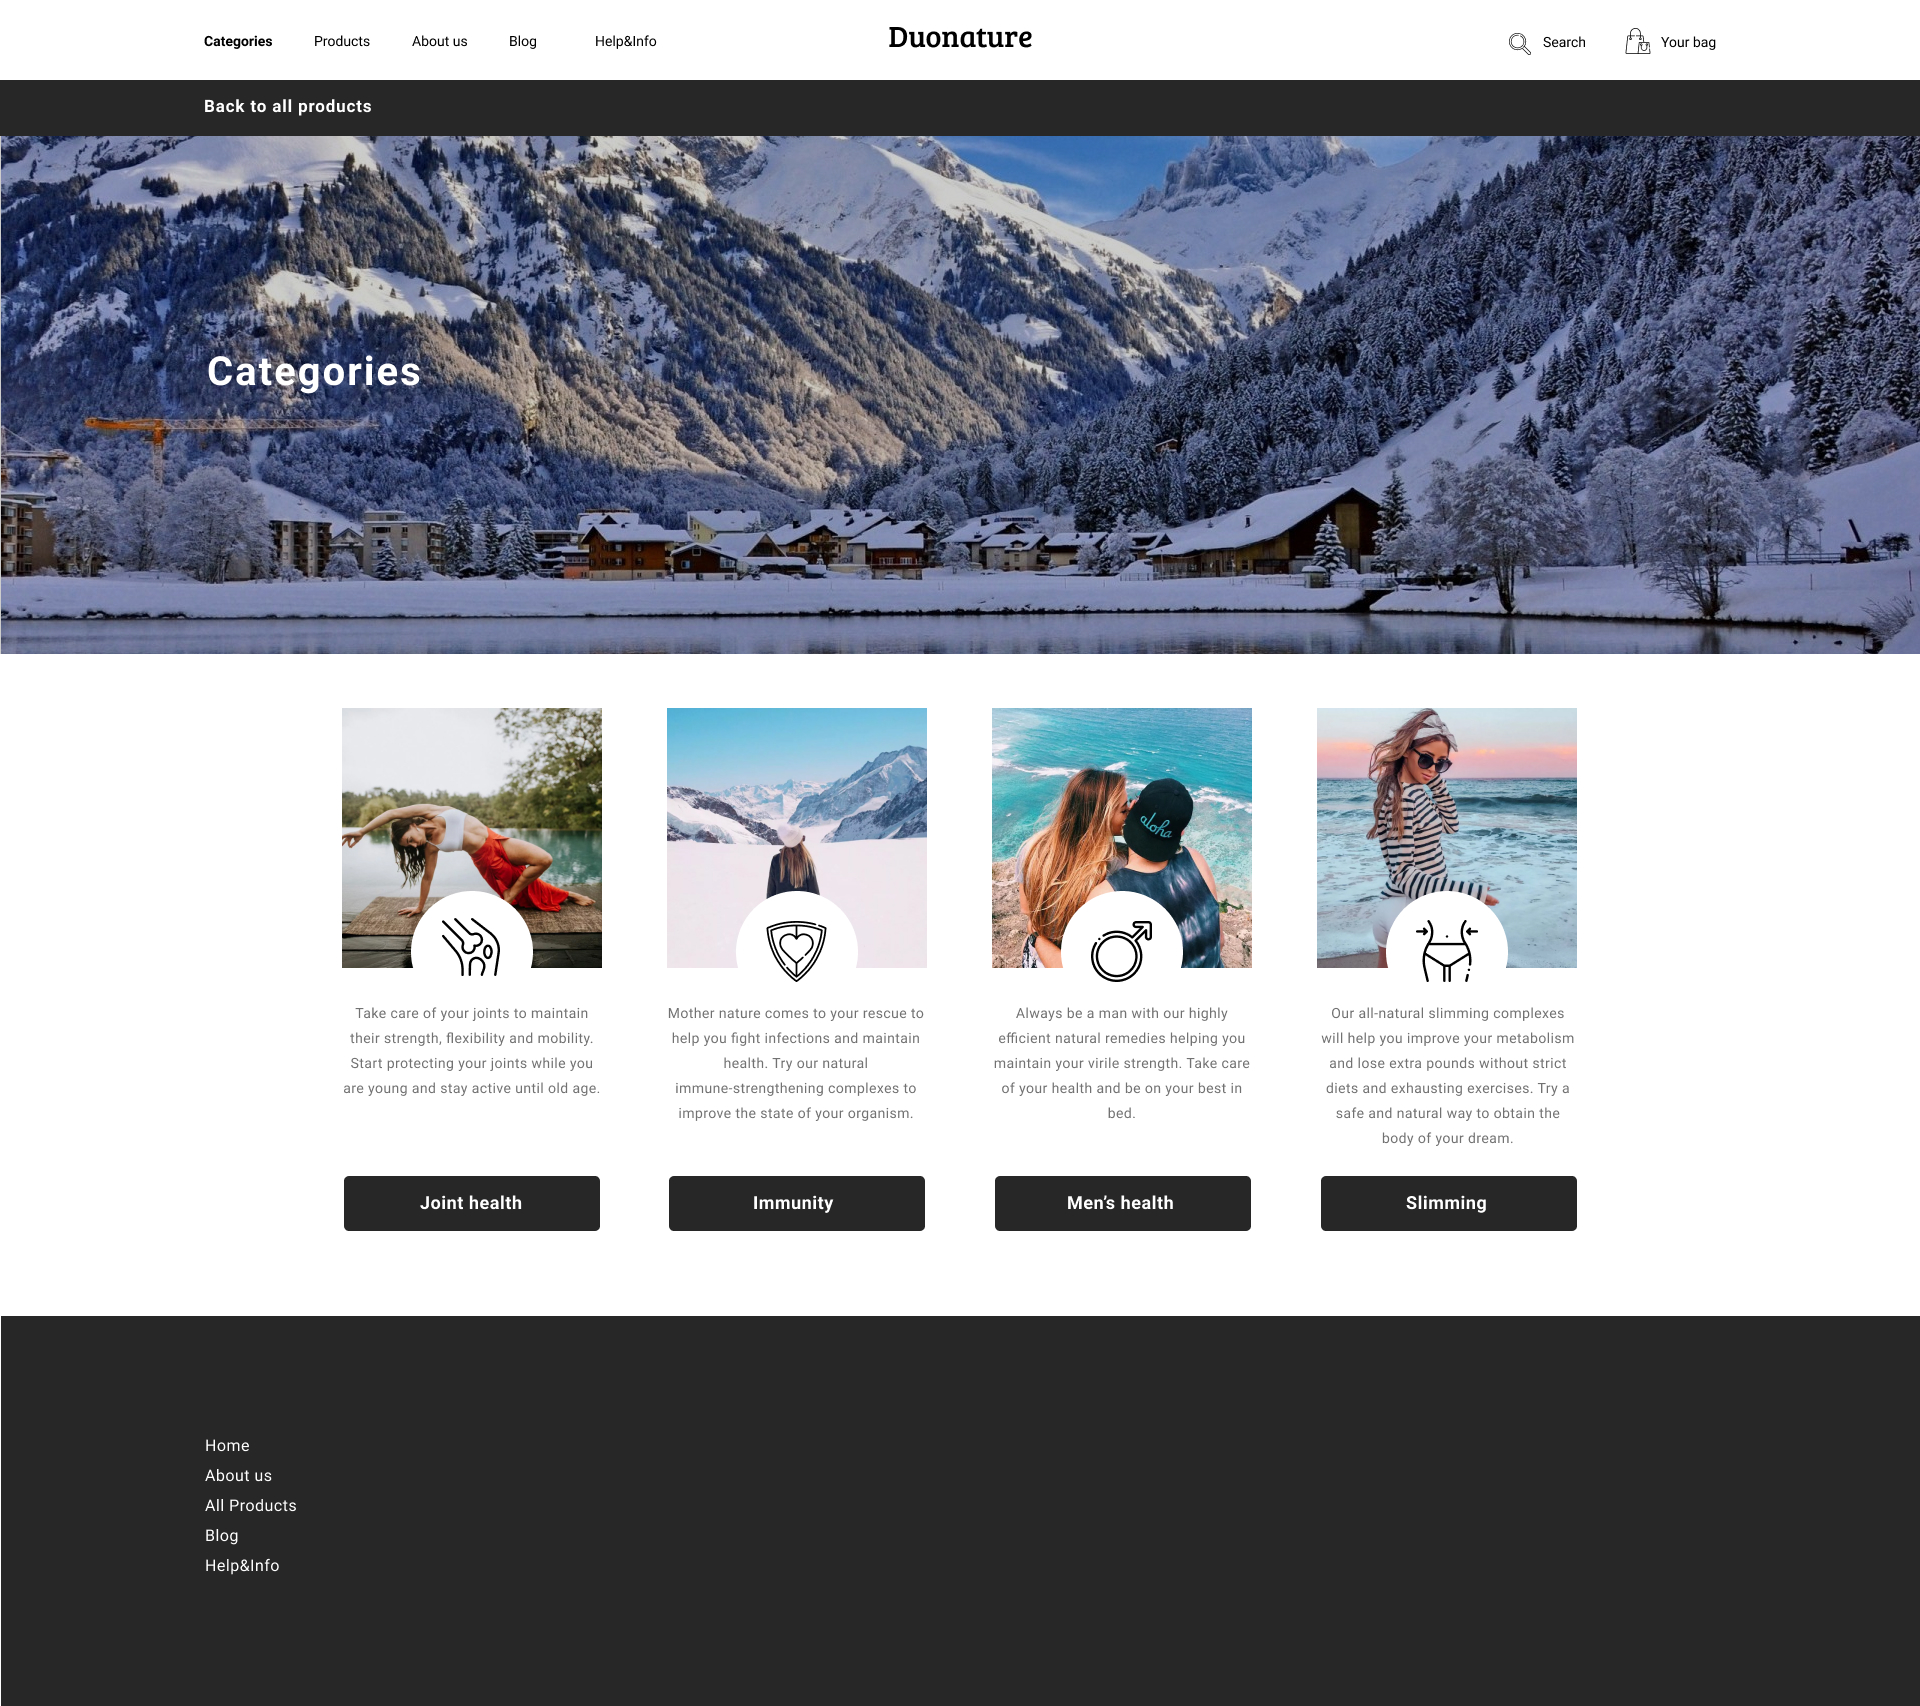 Categories Products About us Blog Help&Info Duonature Search Your bag
Back to all products
Categories
aloha
Take care of your joints to maintain
their strength, flexibility and mobility.
Start protecting your joints while you
are young and stay active until old age.
Mother nature comes to your rescue to
help you fight infections and maintain
health. Try our natural
immune-strengthening complexes to
improve the state of your organism.
Always be a man with our highly
efficient natural remedies helping you
maintain your virile strength. Take care
of your health and be on your best in
bed.
Our all-natural slimming complexes
will help you improve your metabolism
and lose extra pounds without strict
diets and exhausting exercises. Try a
safe and natural way to obtain the
body of your dream.
Joint health
Immunity
Men’s health
Slimming
Home
About us
All Products
Blog
Help&Info